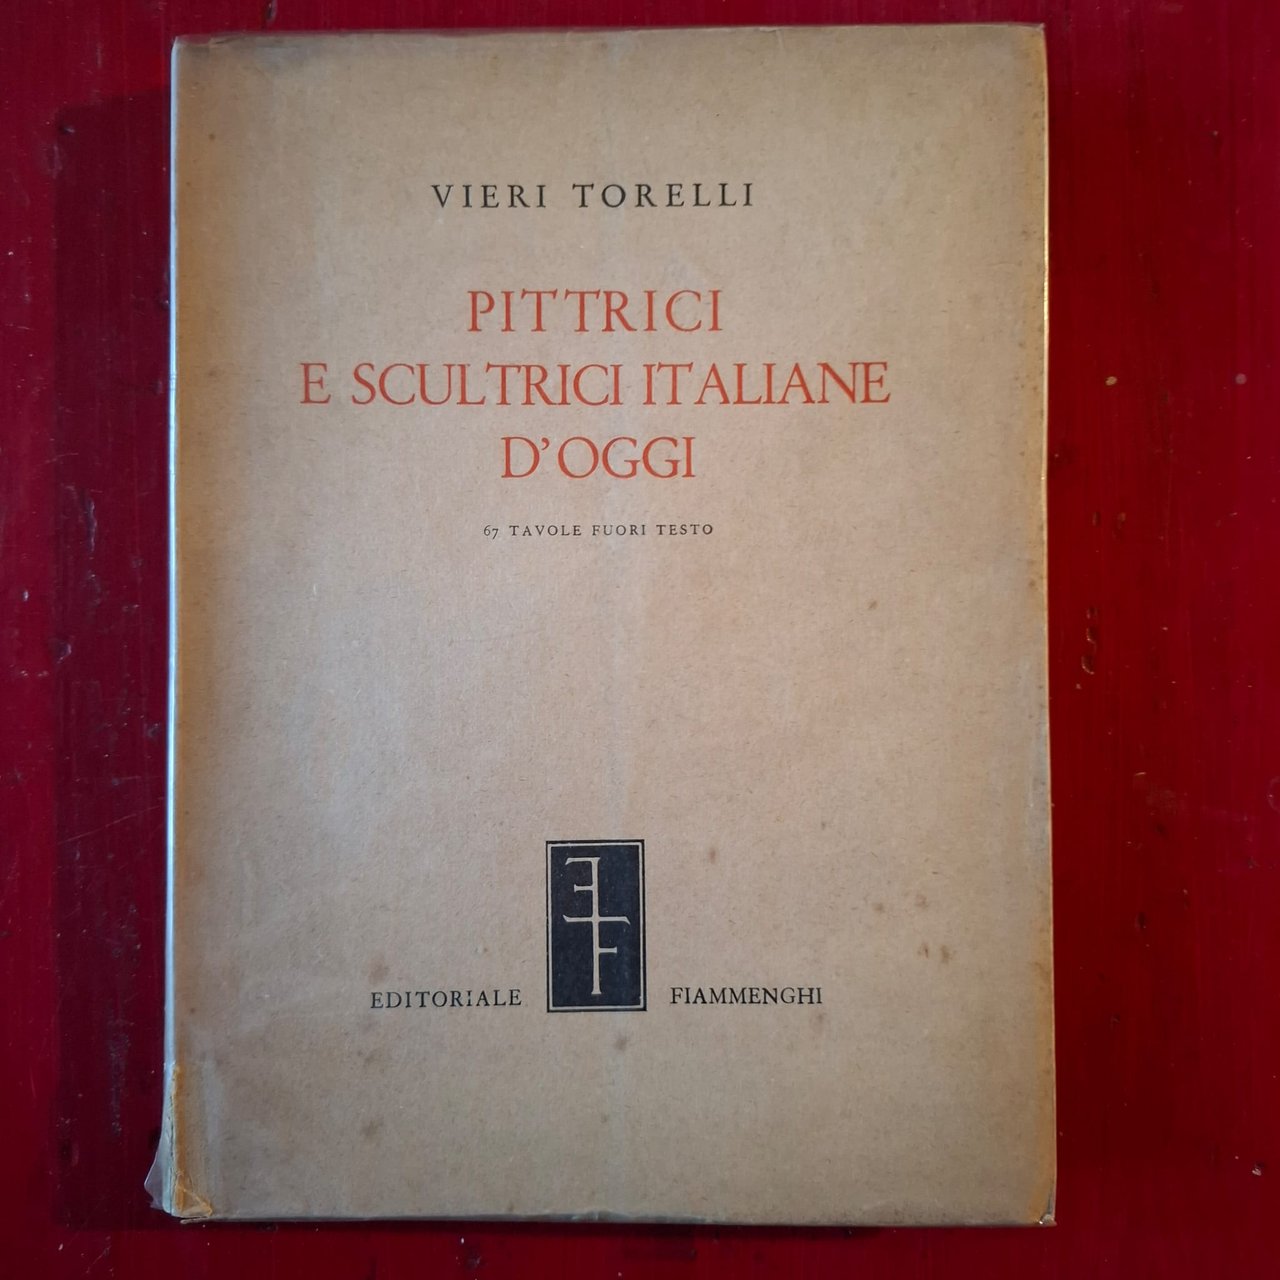 VIERI TORELLI
PITTRICI
E SCULTRICI ITALIANE
D'OGGI
67 TAVOLE FUORI TESTO
EDITORIALE FIAMMENGHI